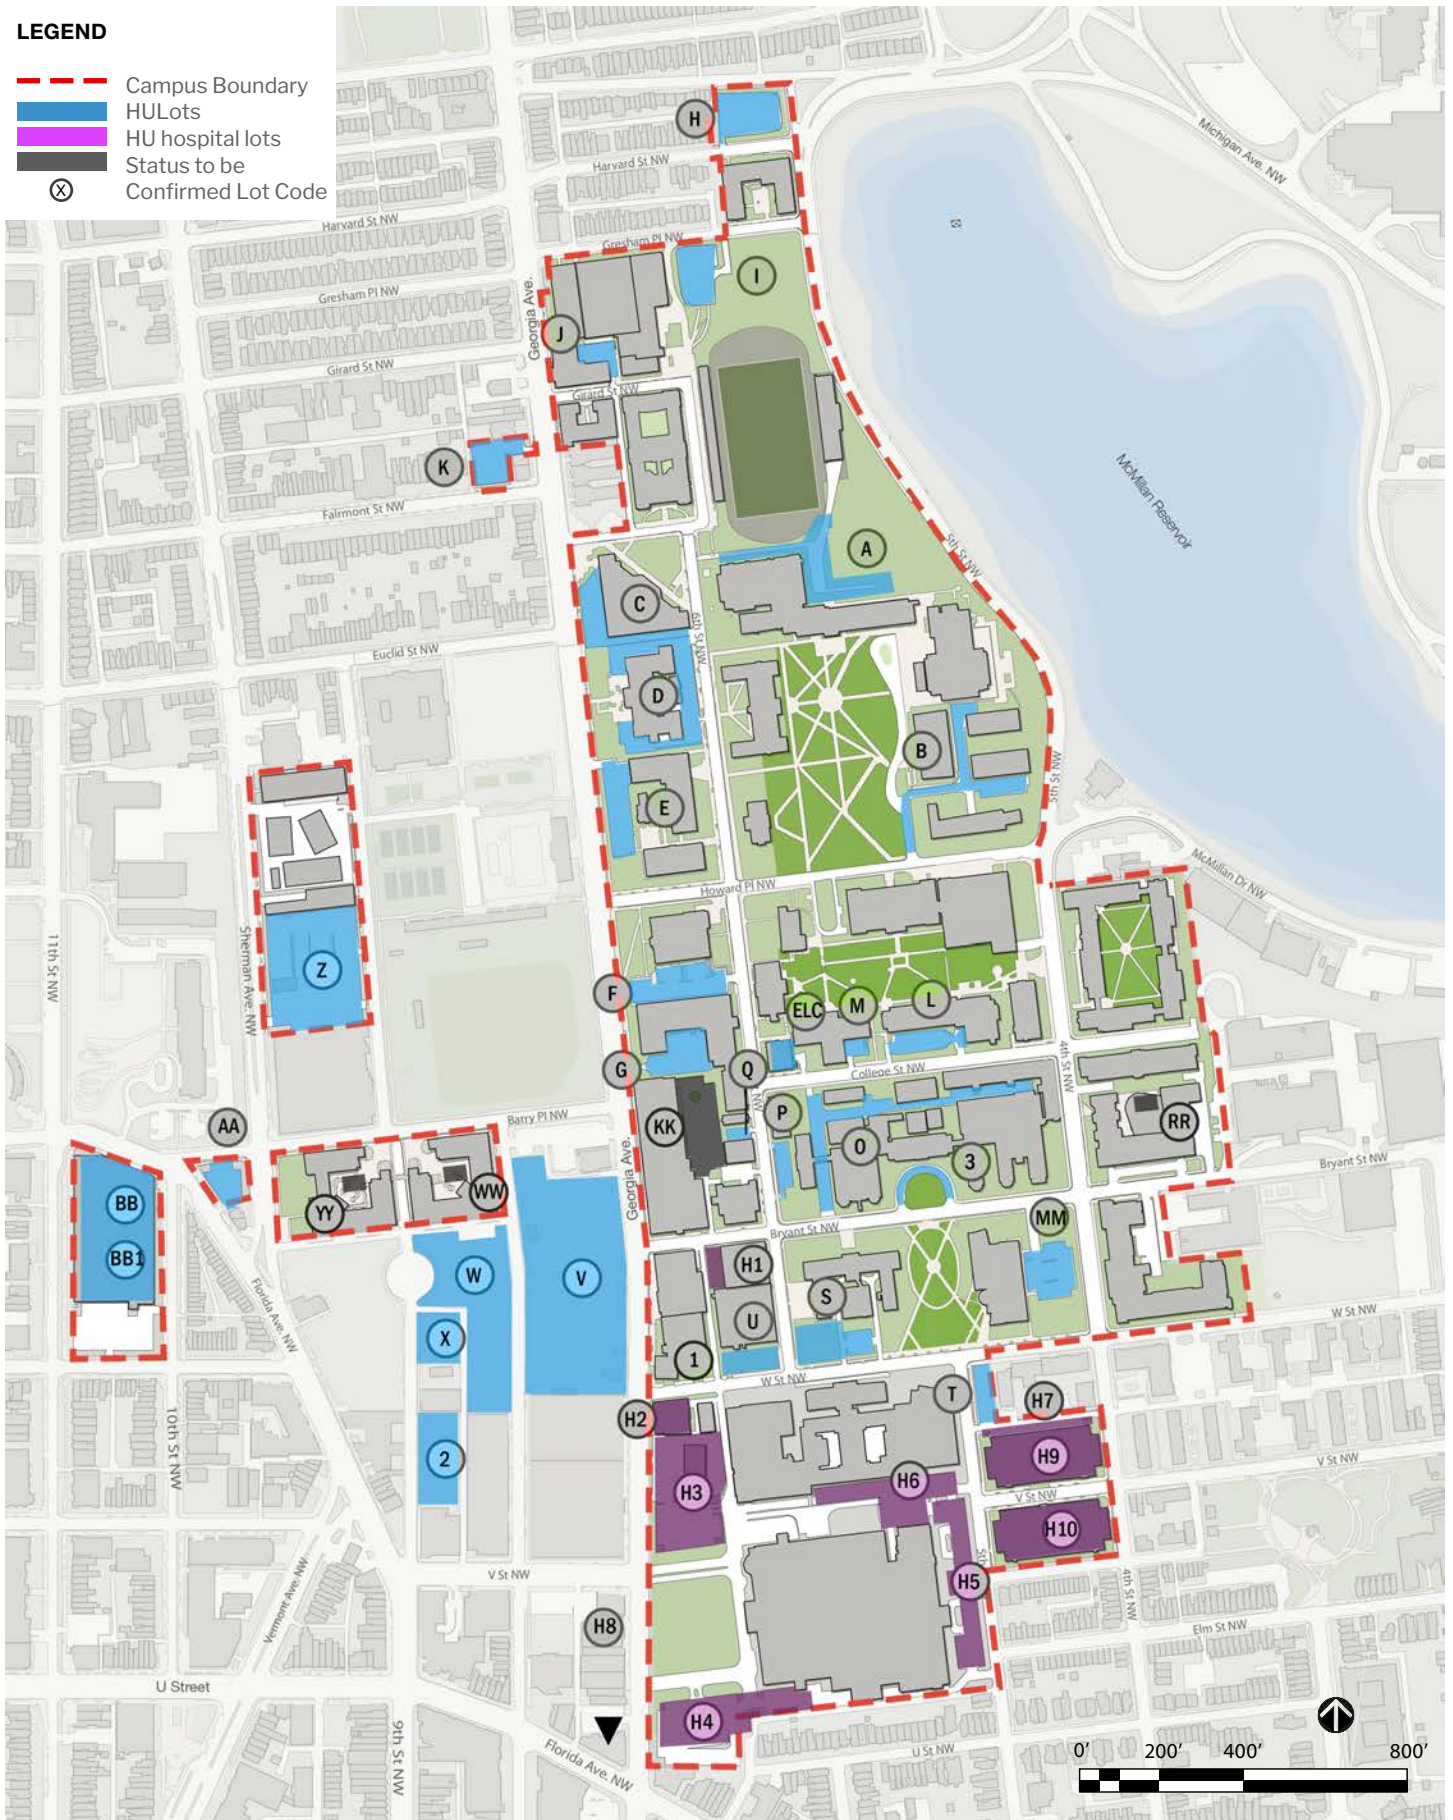 LEGEND
Campus Boundary
HULots
HU hospital lots
Status to be
X
Confirmed Lot Code
H
Harvard St NW
Michigan Ave. NW
Harvard St NW
Gresham Pl NW
I
Gresham Pl NW
Georgia Ave.
J
Girard St NW
Girard St NW
K
McMillan Reservoir
Fairmont St NW
A
5th St NW
C
6th St NW
Euclid St NW
D
B
5th St NW
E
McMillan Dr NW
Howard Pl NW
11th St NW
Sherman Ave. NW
Z
F
ELC
M
L
G
Q
College St NW
4th St NW
NW
P
Barry Pl NW
AA
KK
O
3
RR
Georgia Ave.
Bryant St NW
BB
YY
WW
MM
Bryant St NW
BB1
W
V
H1
S
Florida Ave. NW
X
U
W St NW
1
W St NW
T
H7
H2
10th St NW
2
H3
H6
H9
V St NW
V St NW
H10
V St NW
5th
H5
4th St NW
Vermont Ave. NW
H8
Elm St NW
U Street
H4
9th St NW
Florida Ave. NW
U St NW
0' 200' 400' 800'